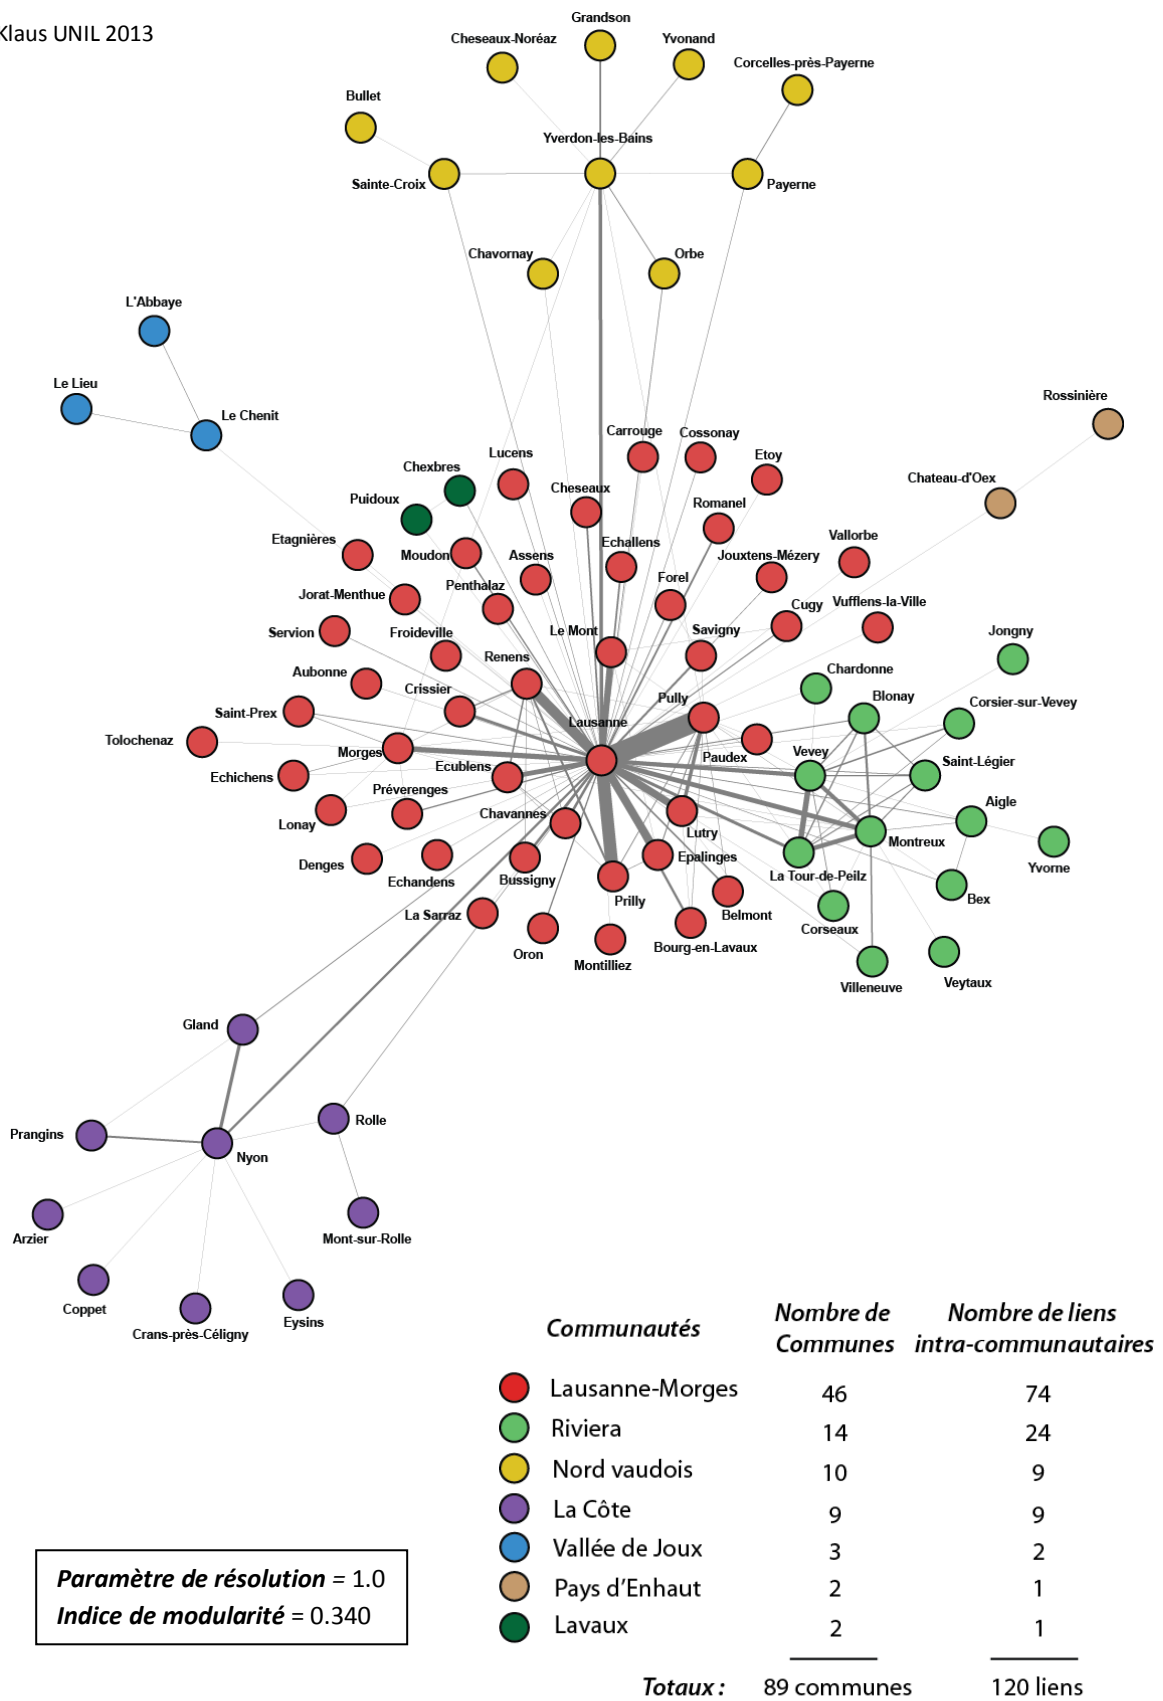 Klaus UNIL 2013
Grandson
Cheseaux-Noréaz
Yvonand
Corcelles-près-Payerne
Bullet
Yverdon-les-Bains
Sainte-Croix
Payerne
Chavornay
Orbe
L'Abbaye
Le Lieu
Le Chenit
Rossinière
Chateau-d'Oex
Carrouge
Cossonay
Lucens
Etoy
Chexbres
Cheseaux
Puidoux
Romanel
Etagnières
Moudon
Assens
Echallens
Jouxtens-Mézery
Vallorbe
Jorat-Menthue
Penthalaz
Forel
Cugy
Vufflens-la-Ville
Servion
Froideville
Le Mont
Savigny
Jongny
Aubonne
Renens
Crissier
Pully
Chardonne
Blonay
Saint-Prex
Lausanne
Corsier-sur-Vevey
Tolochenaz
Morges
Ecublens
Paudex
Vevey
Saint-Légier
Echichens
Préverenges
Chavannes
Aigle
Lonay
Lutry
Montreux
Denges
Echandens
Bussigny
Epalinges
La Tour-de-Peilz
Yvorne
Prilly
Bex
La Sarraz
Belmont
Corseaux
Oron
Montilliez
Bourg-en-Lavaux
Villeneuve
Veytaux
Gland
Rolle
Prangins
Nyon
Arzier
Mont-sur-Rolle
Coppet
Crans-près-Céligny
Eysins
Communautés
Nombre de Communes
Nombre de liens intra-communautaires
Lausanne-Morges 46 74
Riviera 14 24
Nord vaudois 10 9
La Côte 9 9
Vallée de Joux 3 2
Pays d'Enhaut 2 1
Lavaux 2 1
Totaux : 89 communes 120 liens
Paramètre de résolution = 1.0
Indice de modularité = 0.340